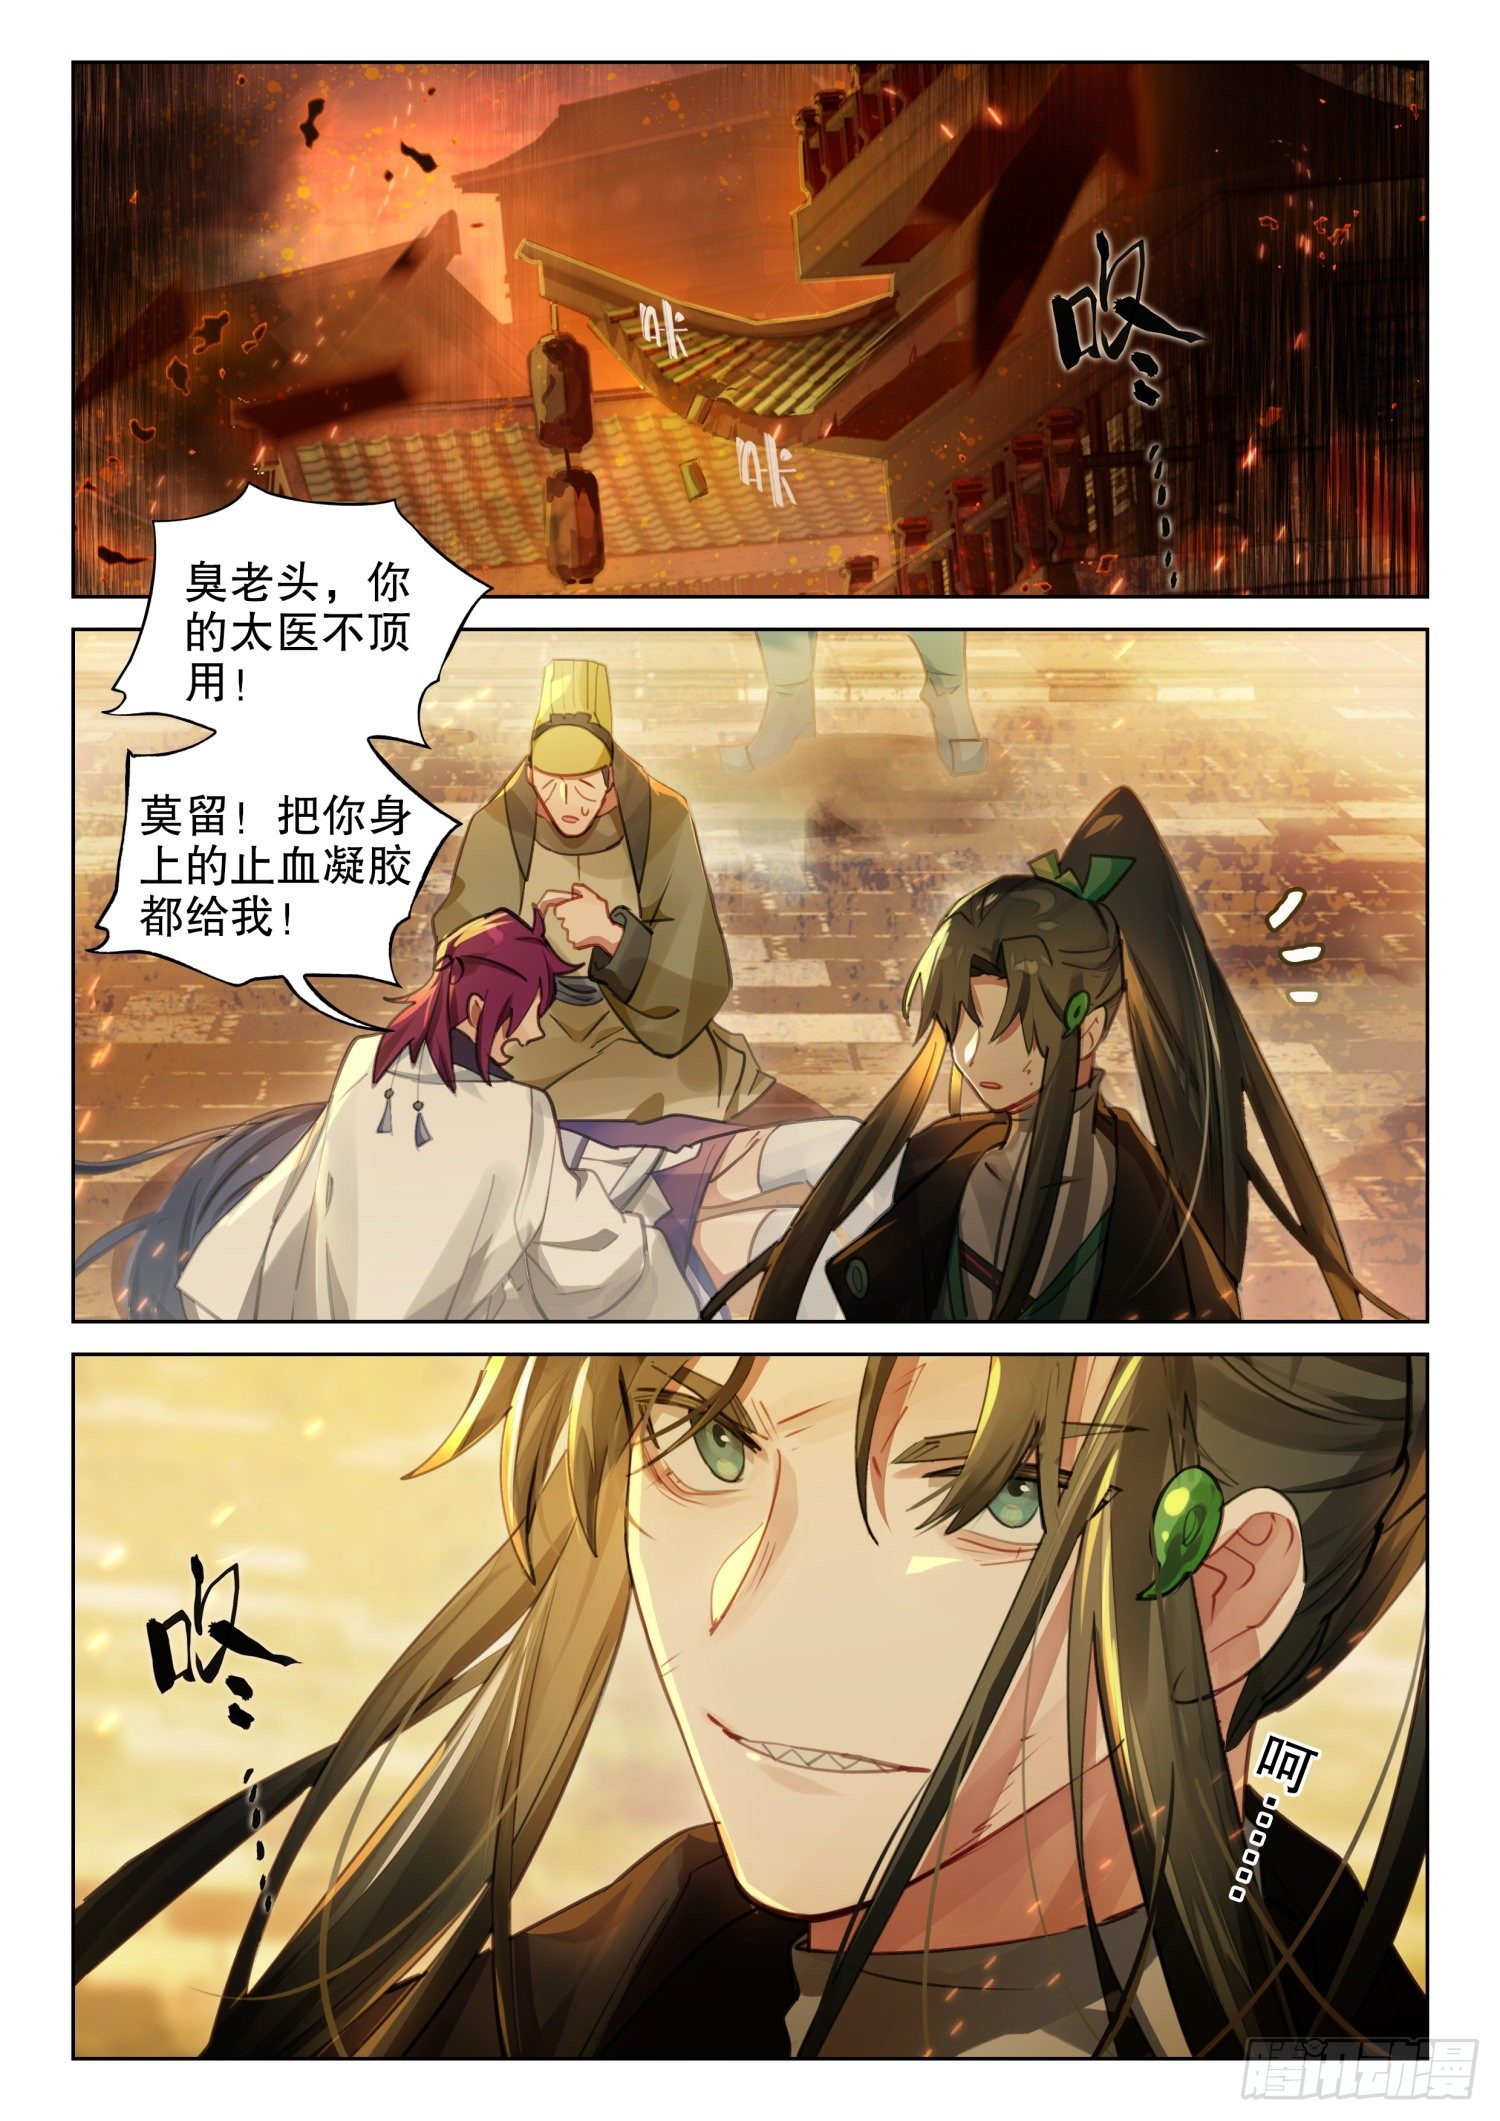 咔
咚
咔
……
臭老头，你
的太医不顶
用！
莫留！把你身
上的止血凝胶
都给我！
咚
……
呵
……
腾讯动漫